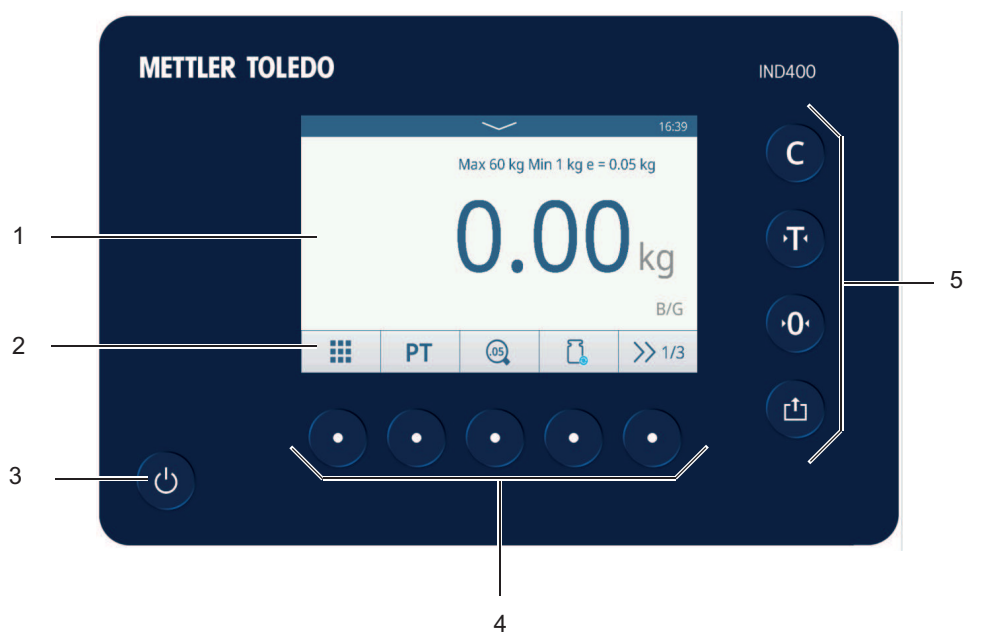 METTLER TOLEDO
IND400
16:39
Max 60 kg Min 1 kg e = 0.05 kg
0.00 kg
B/G
PT
.05
1/3
C
T
0
1
2
3
4
5